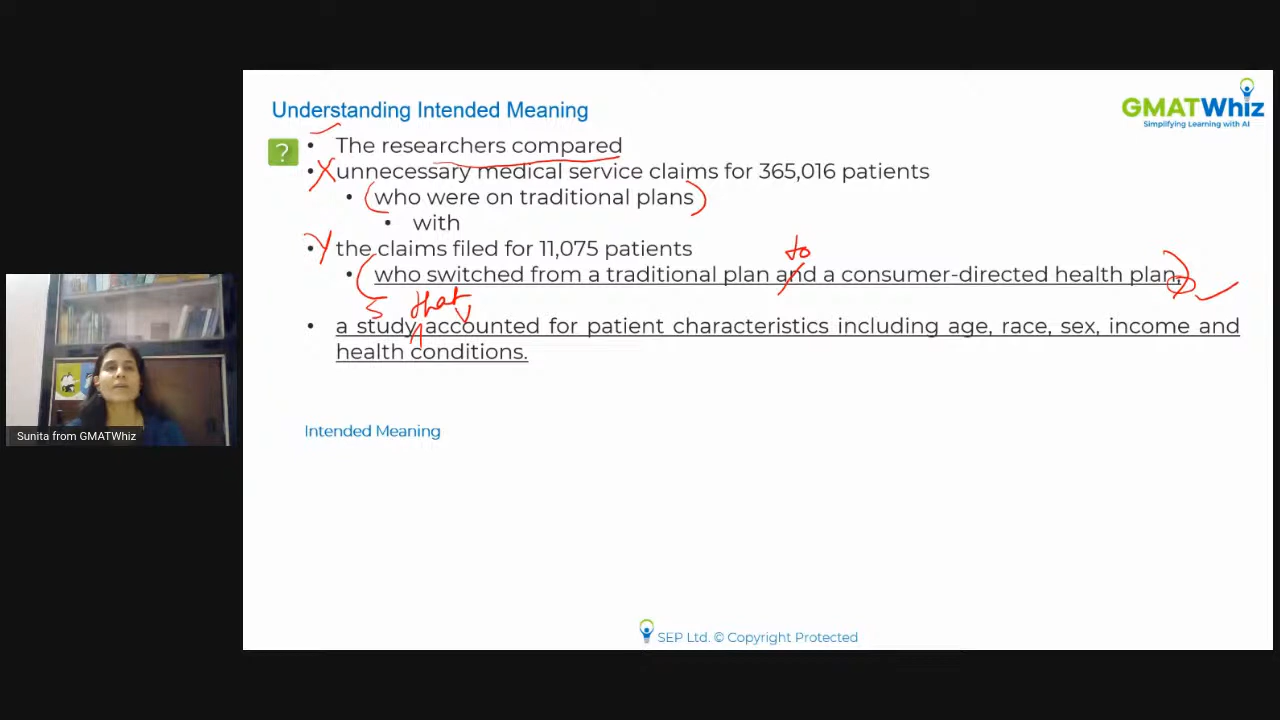 Understanding Intended Meaning
GMATWhiz
Simplifying Learning with AI
?
• The researchers compared
• X unnecessary medical service claims for 365,016 patients
• (who were on traditional plans)
• with
• Y the claims filed for 11,075 patients
to
• (who switched from a traditional plan and a consumer-directed health plan,)
S that V
• a study accounted for patient characteristics including age, race, sex, income and
health conditions.
Sunita from GMATWhiz
Intended Meaning
SEP Ltd. © Copyright Protected